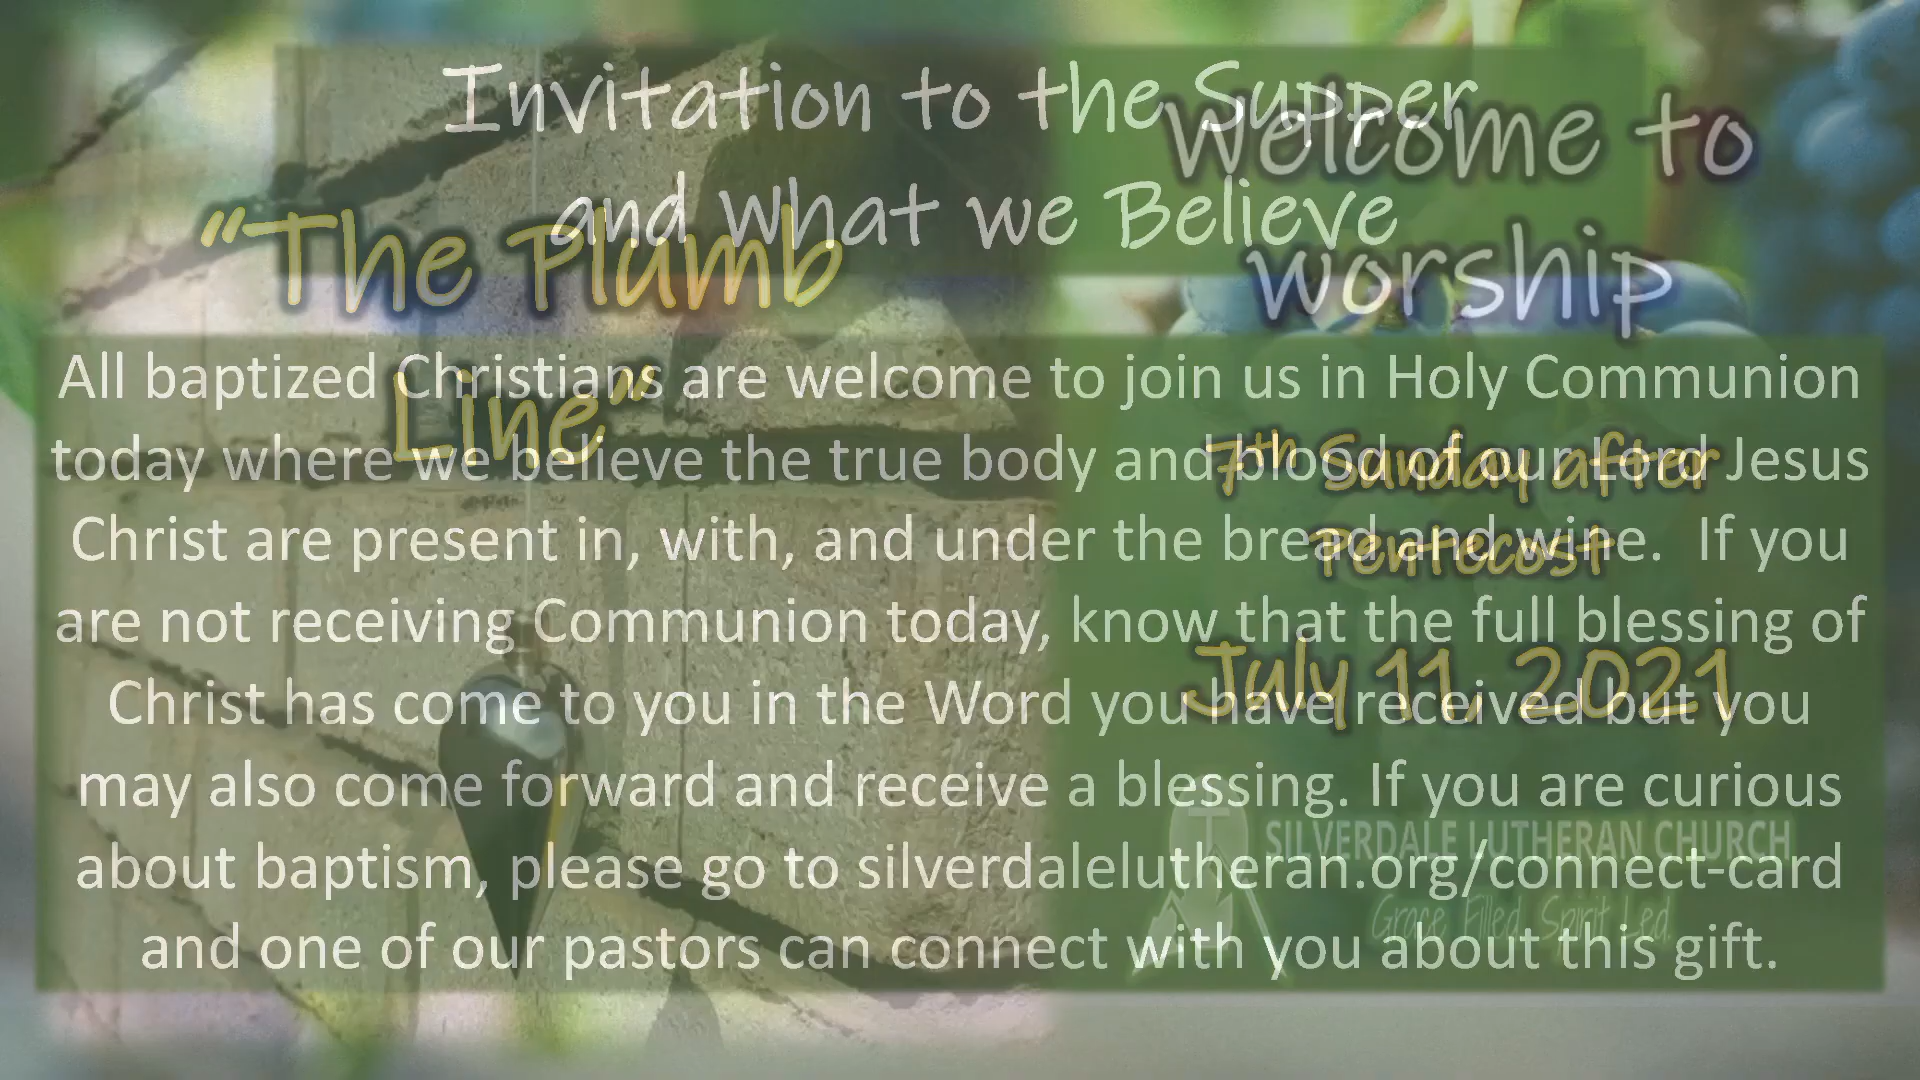 Invitation to the Supper
and What we Believe
All baptized Christians are welcome to join us in Holy Communion
today where we believe the true body and blood of our Lord Jesus
Christ are present in, with, and under the bread and wine.  If you
are not receiving Communion today, know that the full blessing of
Christ has come to you in the Word you have received but you
may also come forward and receive a blessing. If you are curious
about baptism, please go to silverdalelutheran.org/connect-card
and one of our pastors can connect with you about this gift.
“The Plumb
Line”
Welcome to
worship
7th Sunday after
Pentecost
July 11, 2021
SILVERDALE LUTHERAN CHURCH
Grace Filled. Spirit Led.